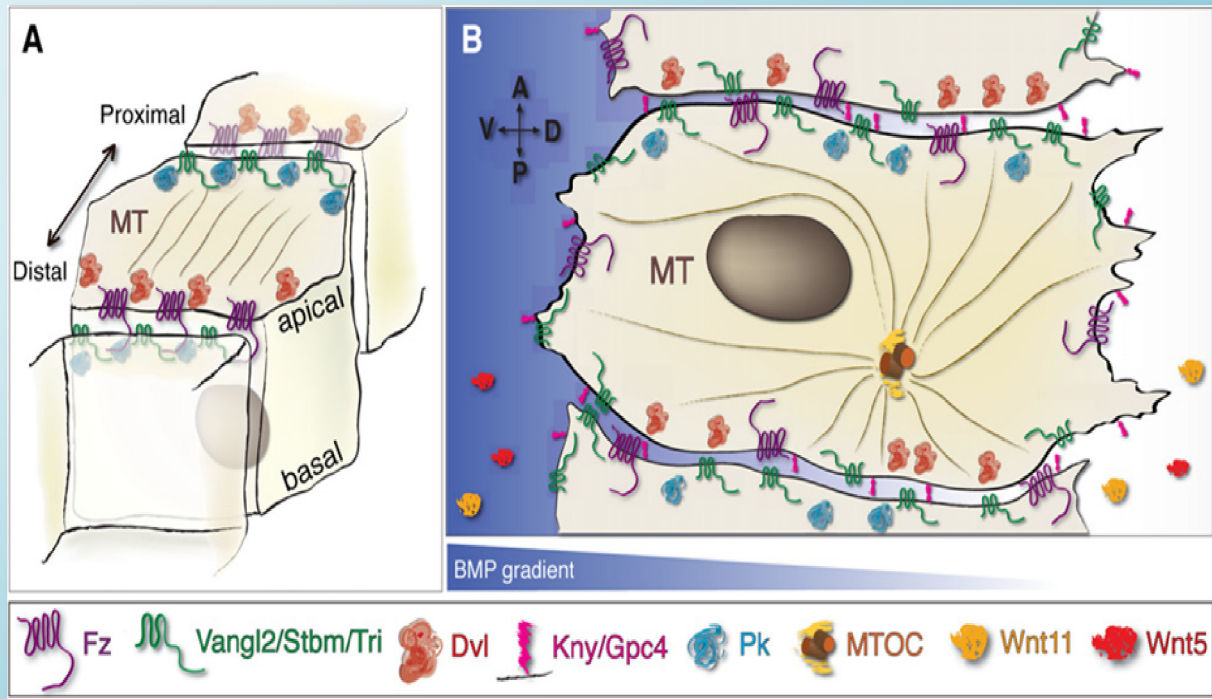 A
Proximal
MT
Distal
apical
basal
B
A
V D
P
MT
BMP gradient
Fz Vangl2/Stbm/Tri Dvl Kny/Gpc4 Pk MTOC Wnt11 Wnt5